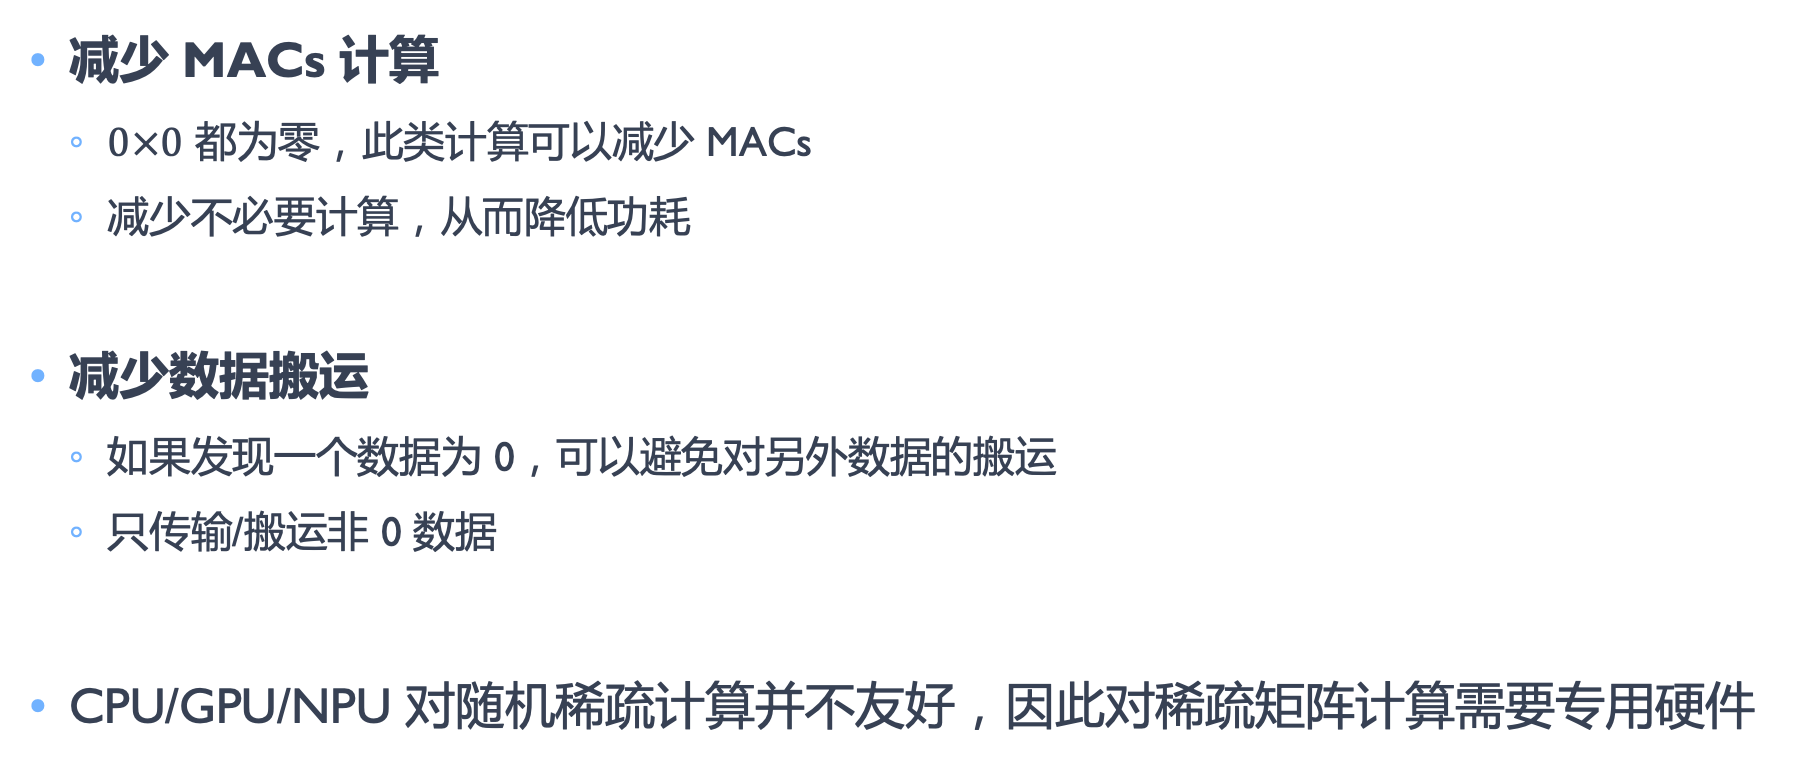 • 减少 MACs 计算
◦ 0×0 都为零，此类计算可以减少 MACs
◦ 减少不必要计算，从而降低功耗
• 减少数据搬运
◦ 如果发现一个数据为 0，可以避免对另外数据的搬运
◦ 只传输/搬运非 0 数据
• CPU/GPU/NPU 对随机稀疏计算并不友好，因此对稀疏矩阵计算需要专用硬件